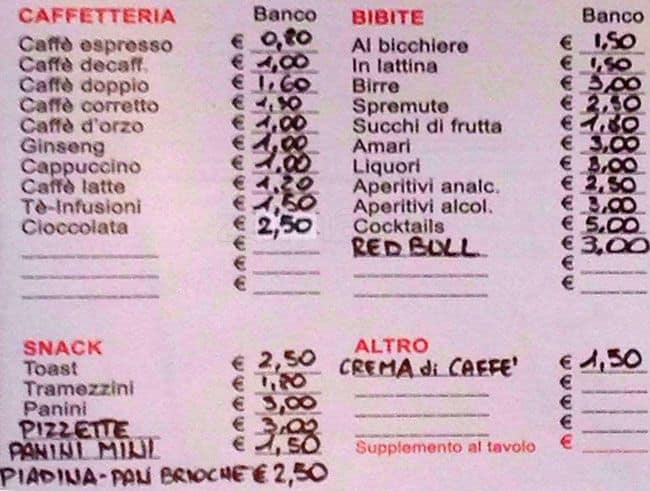 CAFFETTERIA Banco
Caffè espresso € 0,80
Caffè decaff. € 1,00
Caffè doppio € 1,60
Caffè corretto €
Caffè d'orzo € 1,00
Ginseng € 1,00
Cappuccino € 1,00
Caffè latte € 1,20
Tè-Infusioni € 1,50
Cioccolata € 2,50
€
€
€
BIBITE Banco
Al bicchiere € 1,50
In lattina € 1,50
Birre € 3,00
Spremute € 2,50
Succhi di frutta € 1,80
Amari € 3,00
Liquori € 3,00
Aperitivi analc. € 2,50
Aperitivi alcol. € 3,00
Cocktails € 5,00
RED BULL € 3,00
€
€
SNACK
Toast € 2,50
Tramezzini € 1,80
Panini € 3,00
PIZZETTE € 3,00
PANINI MINI € 1,50
PIADINA-PAN BRIOCHE € 2,50
ALTRO
CREMA di CAFFE' € 1,50
€
€
€
Supplemento al tavolo €